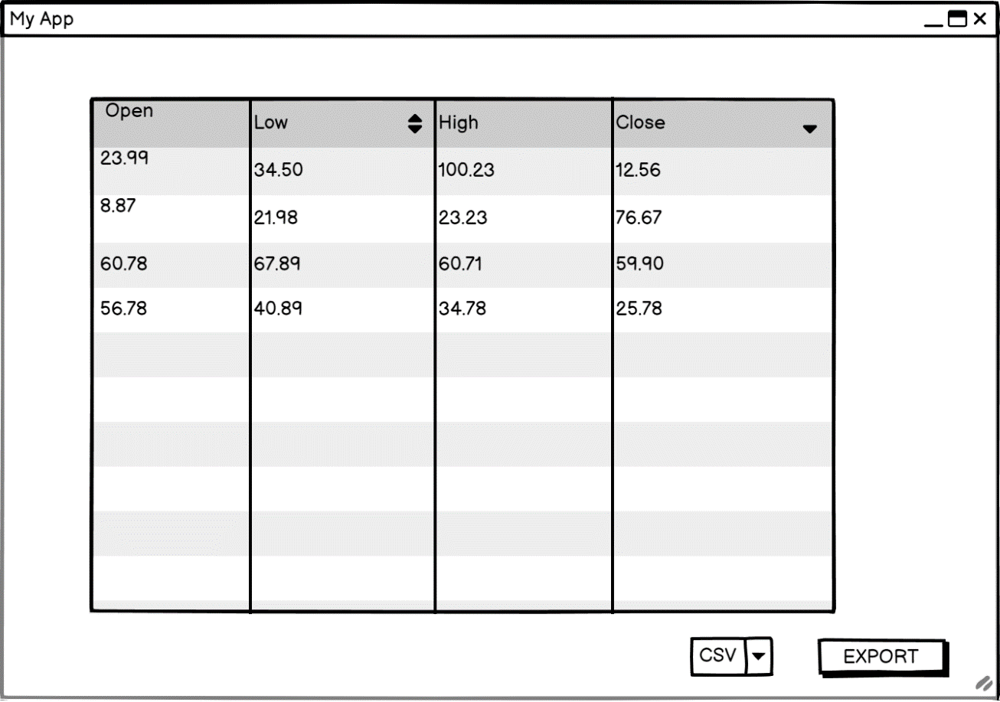 My App
Open Low High Close
23.99 34.50 100.23 12.56
8.87 21.98 23.23 76.67
60.78 67.89 60.71 59.90
56.78 40.89 34.78 25.78
CSV EXPORT